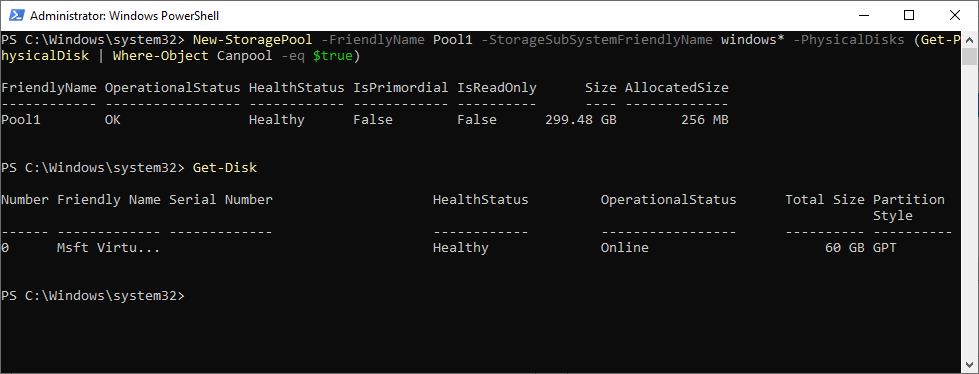 Administrator: Windows PowerShell
PS C:\Windows\system32> New-StoragePool -FriendlyName Pool1 -StorageSubSystemFriendlyName windows* -PhysicalDisks (Get-P
hysicalDisk | Where-Object Canpool -eq $true)
FriendlyName OperationalStatus HealthStatus IsPrimordial IsReadOnly      Size AllocatedSize
------------ ----------------- ------------ ------------ ----------      ---- -------------
Pool1        OK                Healthy      False        False      299.48 GB        256 MB
PS C:\Windows\system32> Get-Disk
Number Friendly Name Serial Number                    HealthStatus         OperationalStatus      Total Size Partition
                                                                                                             Style
------ ------------- -------------                    ------------         -----------------      ---------- ----------
0      Msft Virtu...                                  Healthy              Online                      60 GB GPT
PS C:\Windows\system32>